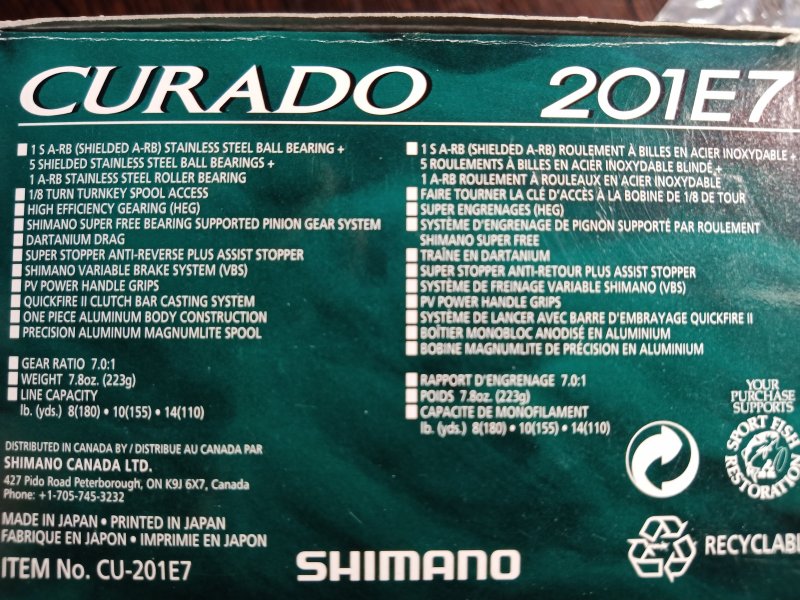 CURADO
201E7
1 S A-RB (SHIELDED A-RB) STAINLESS STEEL BALL BEARING +
5 SHIELDED STAINLESS STEEL BALL BEARINGS +
1 A-RB STAINLESS STEEL ROLLER BEARING
1/8 TURN TURNKEY SPOOL ACCESS
HIGH EFFICIENCY GEARING (HEG)
SHIMANO SUPER FREE BEARING SUPPORTED PINION GEAR SYSTEM
DARTANIUM DRAG
SUPER STOPPER ANTI-REVERSE PLUS ASSIST STOPPER
SHIMANO VARIABLE BRAKE SYSTEM (VBS)
PV POWER HANDLE GRIPS
QUICKFIRE II CLUTCH BAR CASTING SYSTEM
ONE PIECE ALUMINUM BODY CONSTRUCTION
PRECISION ALUMINUM MAGNUMLITE SPOOL
GEAR RATIO 7.0:1
WEIGHT 7.8oz. (223g)
LINE CAPACITY
lb. (yds.) 8(180) • 10(155) • 14(110)
1 S A-RB (SHIELDED A-RB) ROULEMENT À BILLES EN ACIER INOXYDABLE +
5 ROULEMENTS À BILLES EN ACIER INOXYDABLE BLINDÉ +
1 A-RB ROULEMENT À ROULEAUX EN ACIER INOXYDABLE
FAIRE TOURNER LA CLÉ D'ACCÈS À LA BOBINE DE 1/8 DE TOUR
SUPER ENGRENAGES (HEG)
SYSTÈME D'ENGRENAGE DE PIGNON SUPPORTÉ PAR ROULEMENT
SHIMANO SUPER FREE
TRAÎNE EN DARTANIUM
SUPER STOPPER ANTI-RETOUR PLUS ASSIST STOPPER
SYSTÈME DE FREINAGE VARIABLE SHIMANO (VBS)
PV POWER HANDLE GRIPS
SYSTÈME DE LANCER AVEC BARRE D'EMBRAYAGE QUICKFIRE II
BOÎTIER MONOBLOC ANODISÉ EN ALUMINIUM
BOBINE MAGNUMLITE DE PRÉCISION EN ALUMINIUM
RAPPORT D'ENGRENAGE 7.0:1
POIDS 7.8oz. (223g)
CAPACITE DE MONOFILAMENT
lb. (yds.) 8(180) • 10(155) • 14(110)
YOUR
PURCHASE
SUPPORTS
SPORT FISH
RESTORATION
DISTRIBUTED IN CANADA BY / DISTRIBUE AU CANADA PAR
SHIMANO CANADA LTD.
427 Pido Road Peterborough, ON K9J 6X7, Canada
Phone: +1-705-745-3232
MADE IN JAPAN • PRINTED IN JAPAN
FABRIQUE EN JAPON • IMPRIMIE EN JAPON
ITEM No. CU-201E7
SHIMANO
RECYCLABL